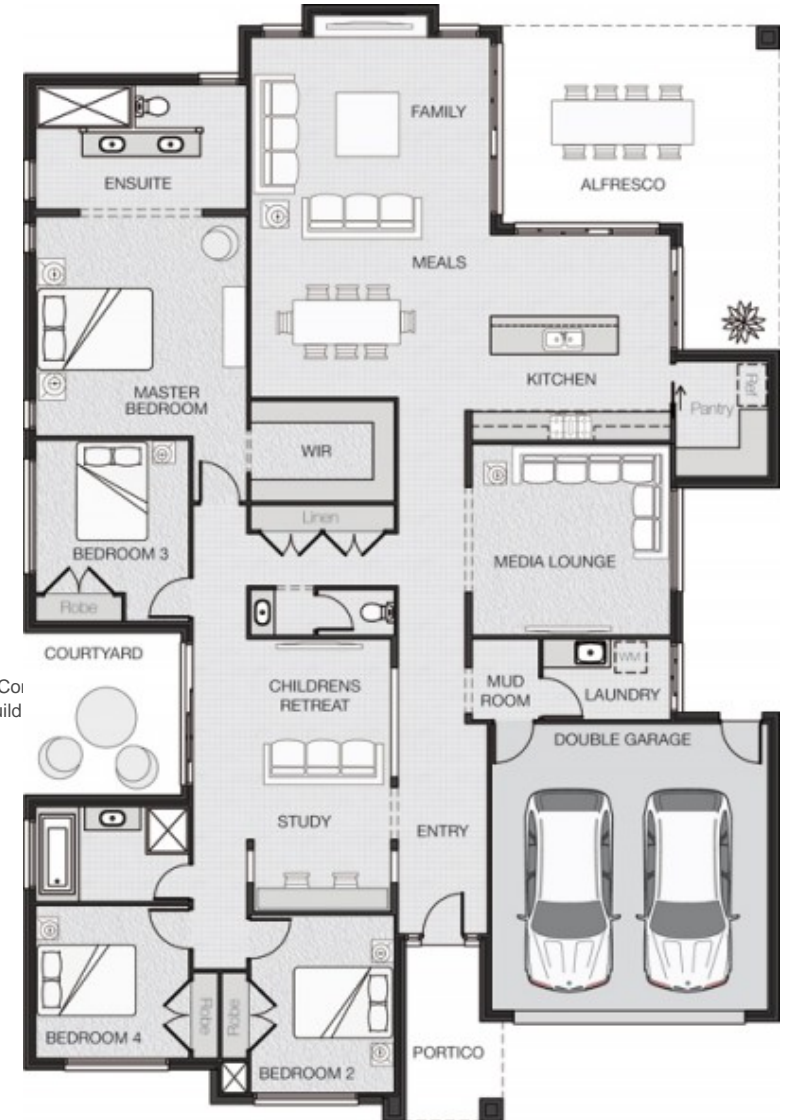 FAMILY
ALFRESCO
ENSUITE
MEALS
KITCHEN
Ref
Pantry
MASTER
BEDROOM
WIR
Linen
MEDIA LOUNGE
BEDROOM 3
Robe
COURTYARD
CHILDRENS
RETREAT
MUD
ROOM
WM
LAUNDRY
DOUBLE GARAGE
STUDY
ENTRY
Robe
Robe
BEDROOM 4
BEDROOM 2
PORTICO